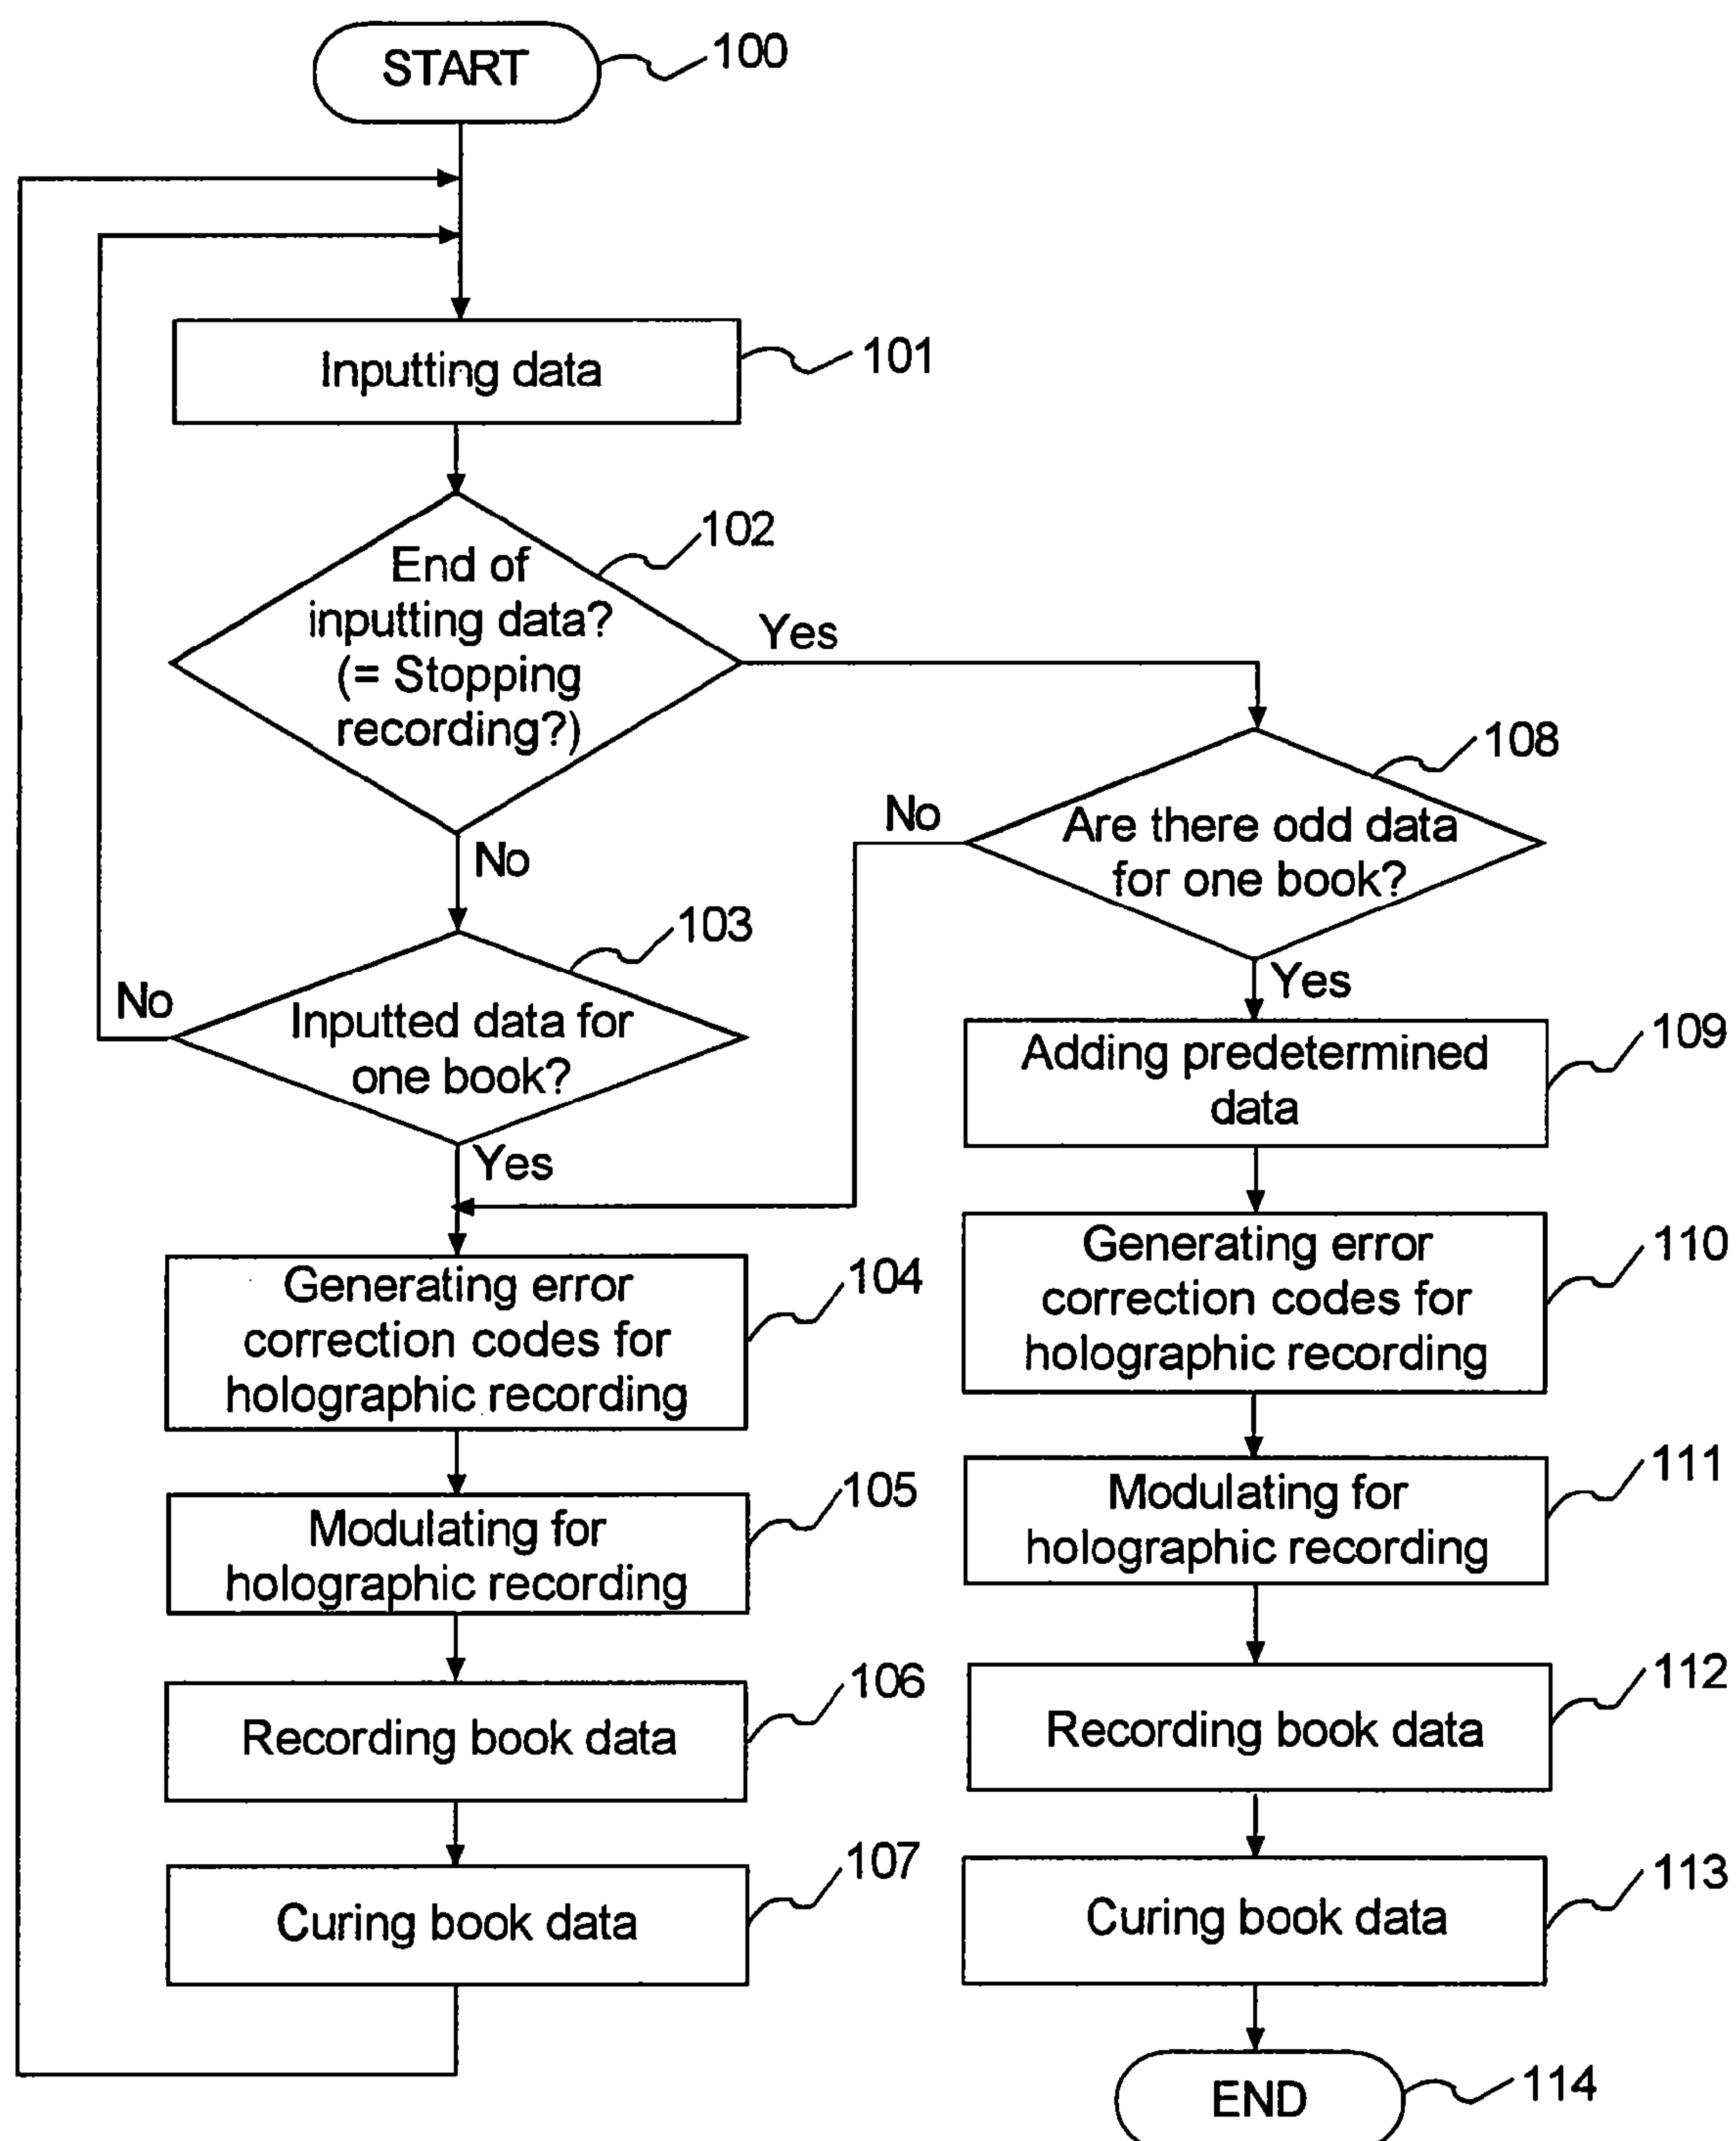 START
100
Inputting data
101
End of
inputting data?
(= Stopping
recording?)
102
Yes
No
Inputted data for
one book?
103
No
Yes
Generating error
correction codes for
holographic recording
104
Modulating for
holographic recording
105
Recording book data
106
Curing book data
107
Are there odd data
for one book?
108
No
Yes
Adding predetermined
data
109
Generating error
correction codes for
holographic recording
110
Modulating for
holographic recording
111
Recording book data
112
Curing book data
113
END
114